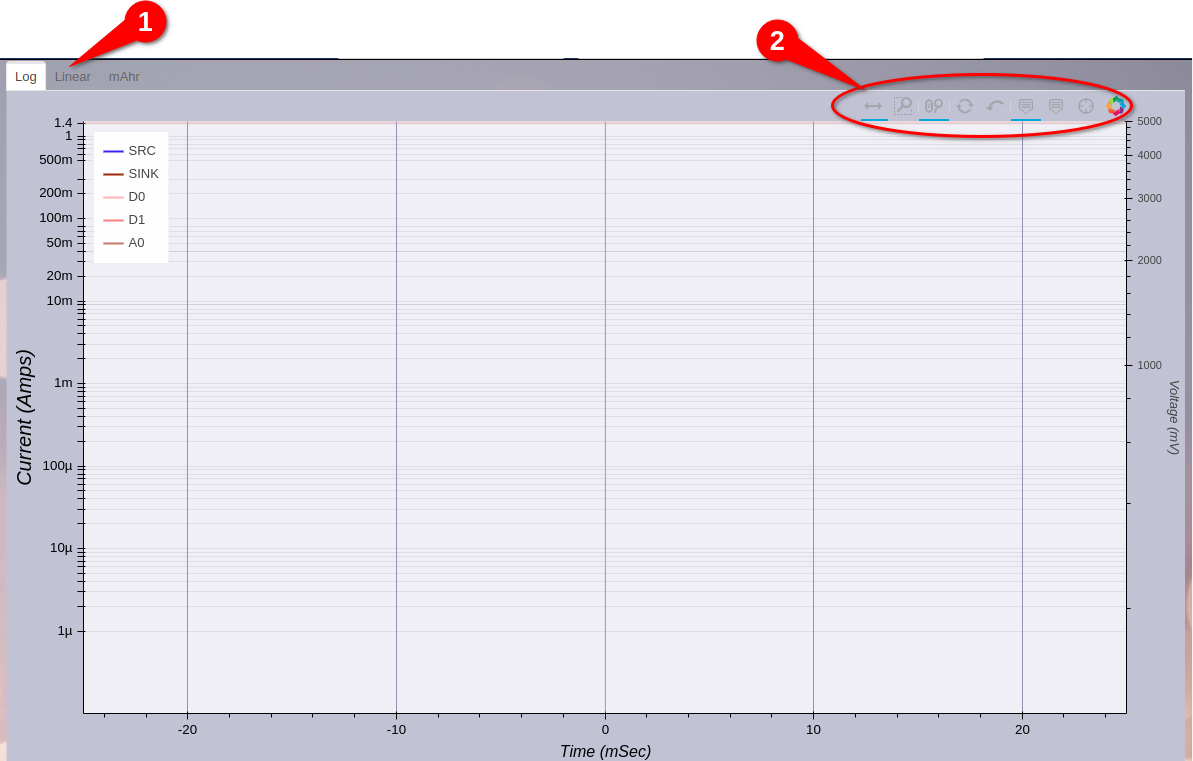 1
2
Log Linear mAhr
1.4
1
500m
200m
100m
50m
20m
10m
1m
100µ
10µ
1µ
Current (Amps)
SRC
SINK
D0
D1
A0
5000
4000
3000
2000
1000
Voltage (mV)
-20 -10 0 10 20
Time (mSec)